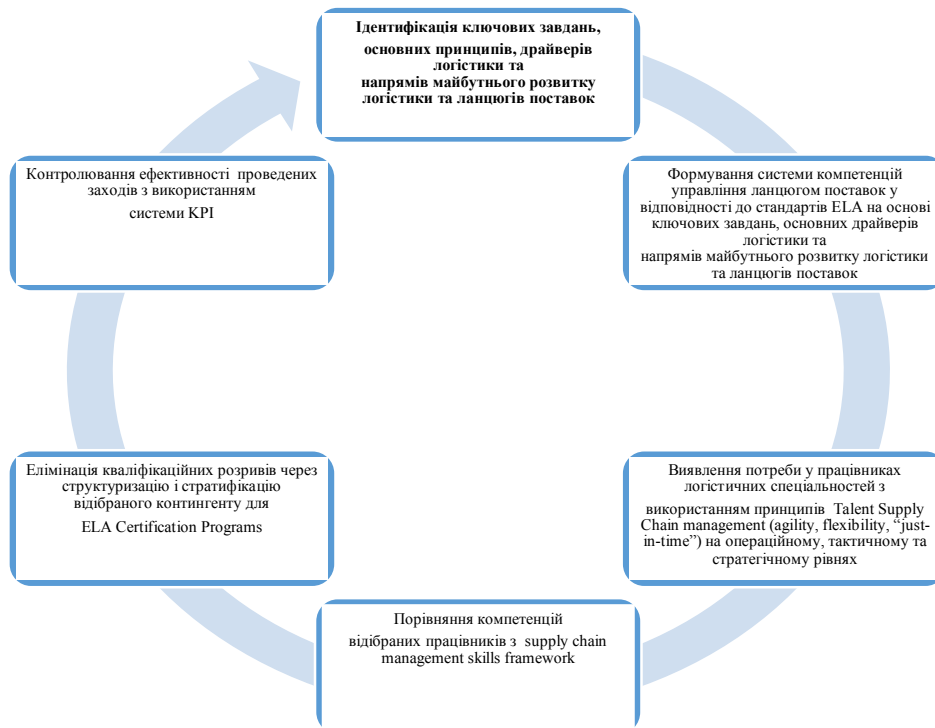 Ідентифікація ключових завдань,
основних принципів, драйверів
логістики та
напрямів майбутнього розвитку
логістики та ланцюгів поставок
Формування системи компетенцій
управління ланцюгом поставок у
відповідності до стандартів ELA на основі
ключових завдань, основних драйверів
логістики та
напрямів майбутнього розвитку логістики
та ланцюгів поставок
Виявлення потреби у працівниках
логістичних спеціальностей з
використанням принципів Talent Supply
Chain management (agility, flexibility, “just-
in-time”) на операційному, тактичному та
стратегічному рівнях
Порівняння компетенцій
відібраних працівників з supply chain
management skills framework
Елімінація кваліфікаційних розривів через
структуризацію і стратифікацію
відібраного контингенту для
ELA Certification Programs
Контролювання ефективності проведених
заходів з використанням
системи KPI